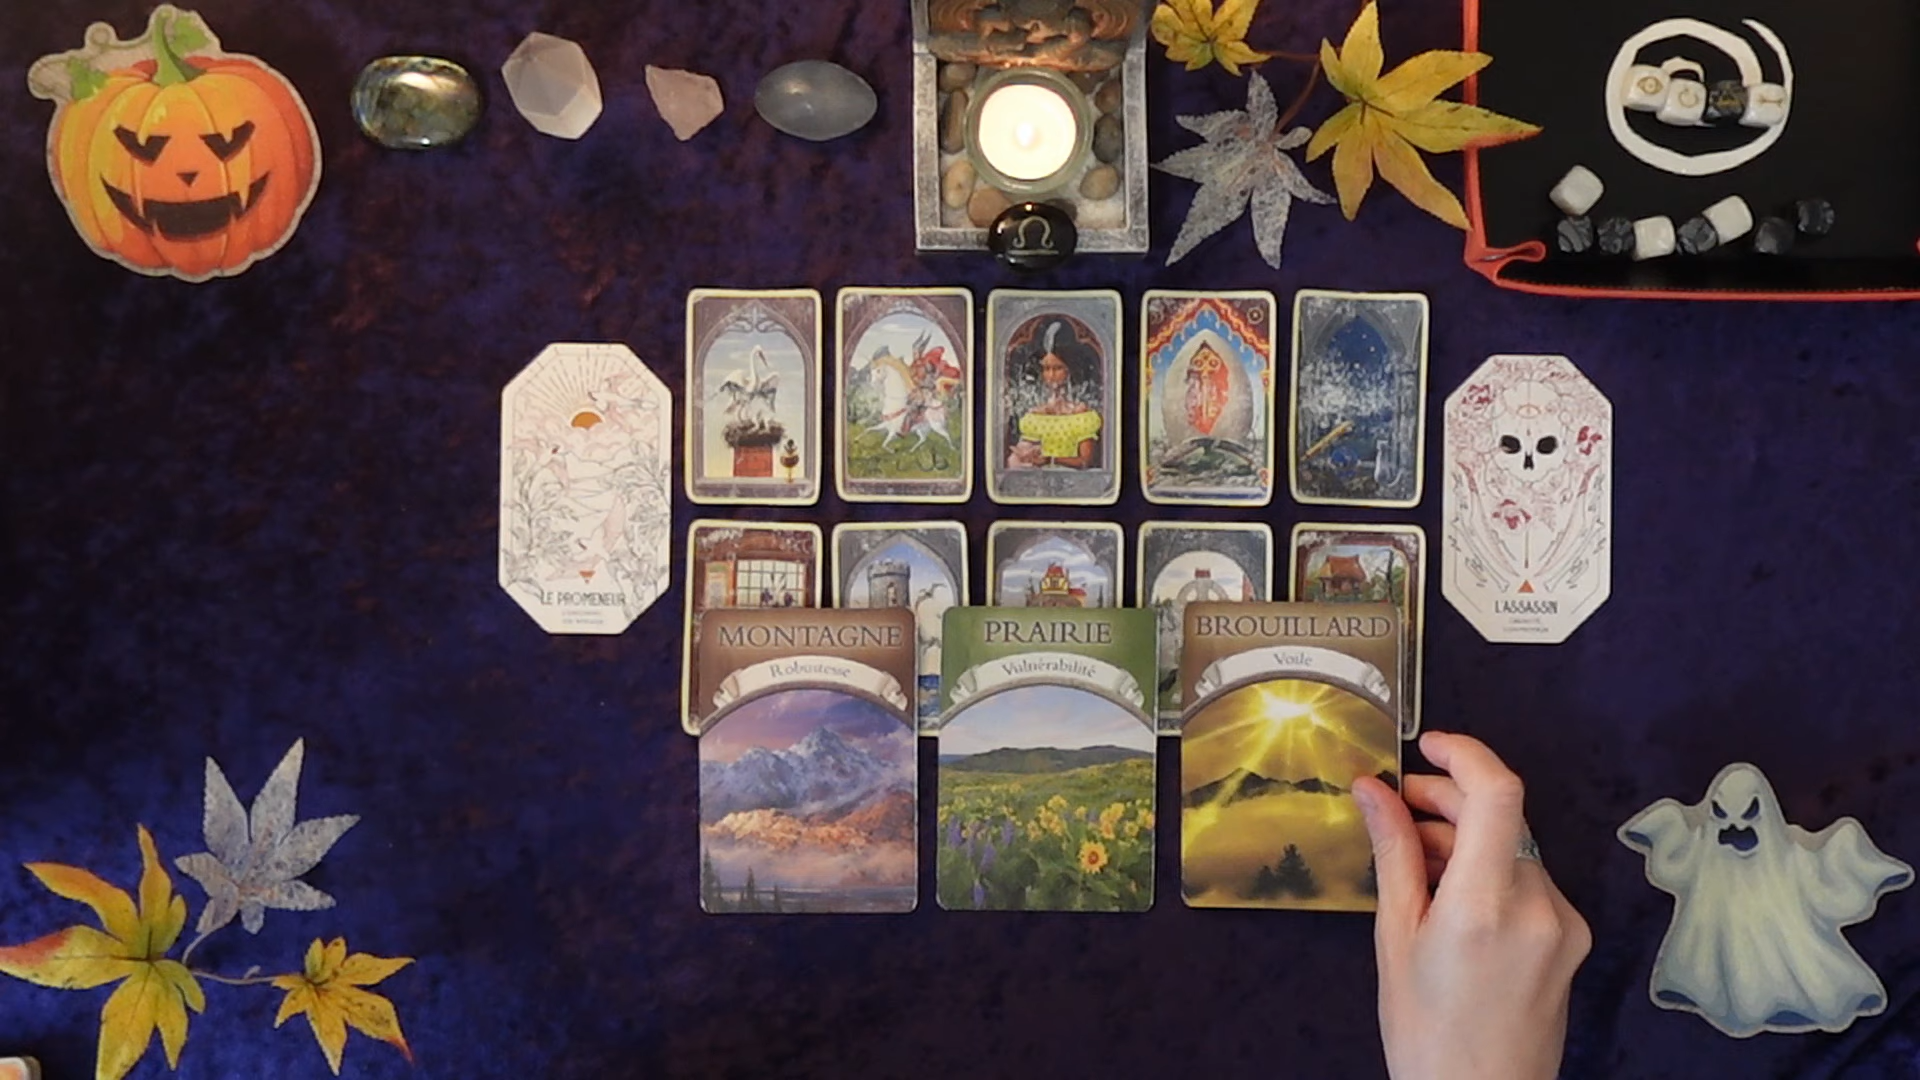 LE PROMENEUR
L'ASSASSIN
MONTAGNE
Robustesse
PRAIRIE
Vulnérabilité
BROUILLARD
Voile